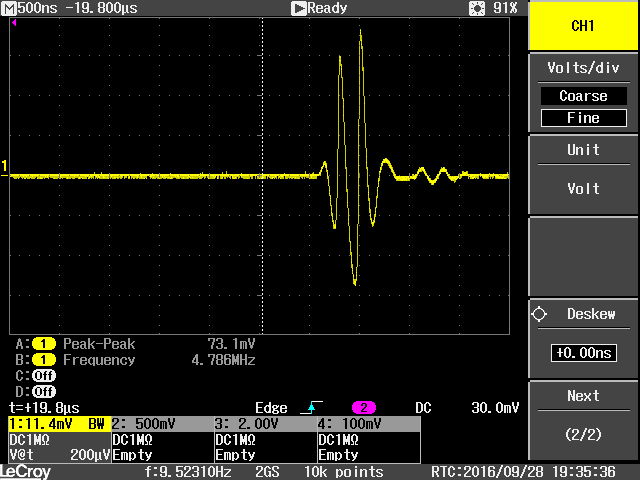 M 500ns -19.800µs ▶ Ready 91%
CH1
Volts/div
Coarse
Fine
Unit
Volt
1
Deskew
+0.00ns
A: 1 Peak-Peak 73.1mV
B: 1 Frequency 4.786MHz
C: Off
D: Off
Next
(2/2)
t=+19.8µs Edge 2 DC 30.0mV
1:11.4mV BW 2: 500mV 3: 2.00V 4: 100mV
DC1MΩ DC1MΩ DC1MΩ DC1MΩ
V@t 200µV Empty Empty Empty
LeCroy f:9.52310Hz 2GS 10k points RTC:2016/09/28 19:35:36